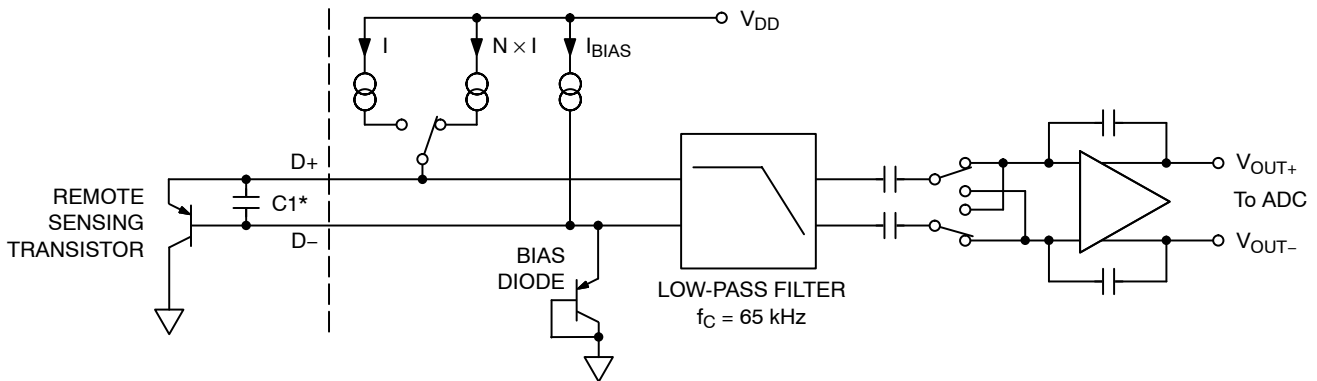 V_DD
I
N × I
I_BIAS
D+
REMOTE
SENSING
TRANSISTOR
C1*
D−
BIAS
DIODE
LOW−PASS FILTER
f_C = 65 kHz
V_OUT+
To ADC
V_OUT−